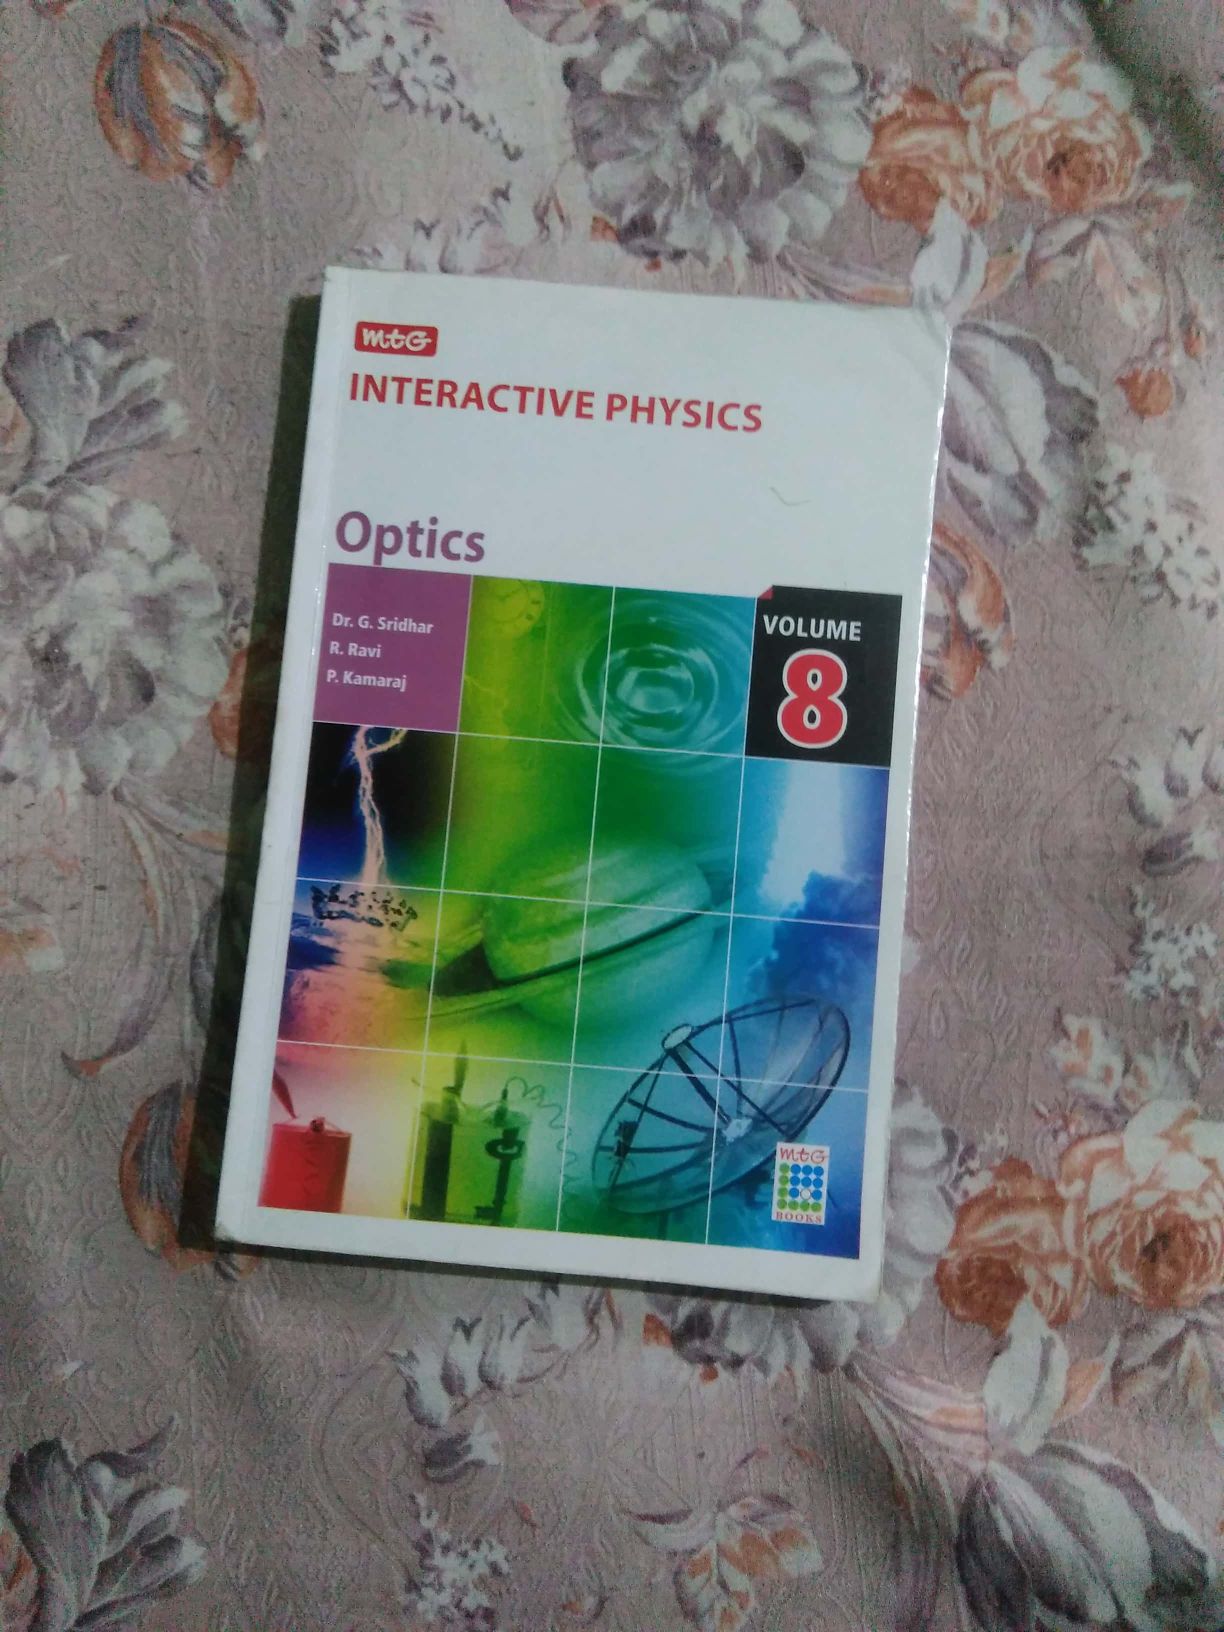 mtG
INTERACTIVE PHYSICS
Optics
Dr. G. Sridhar
R. Ravi
P. Kamaraj
VOLUME
8
mtG
BOOKS